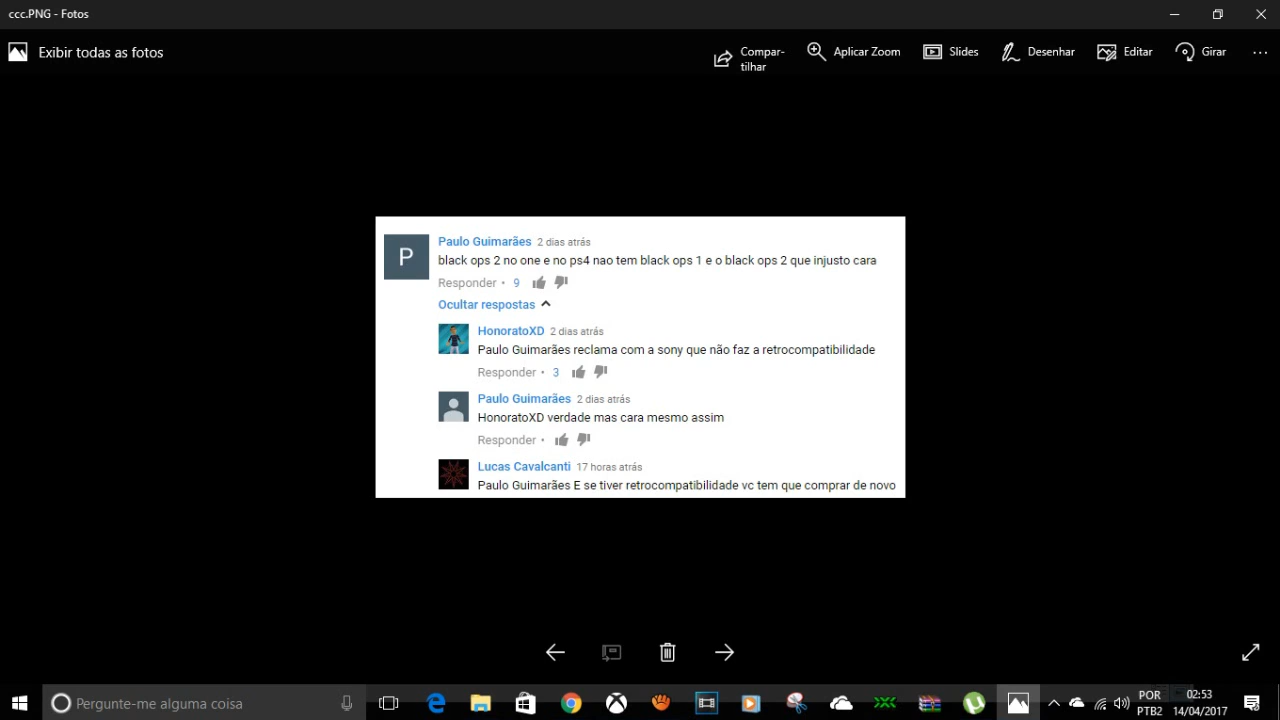 ccc.PNG - Fotos
Exibir todas as fotos
Compar-
tilhar
Aplicar Zoom
Slides
Desenhar
Editar
Girar
P
Paulo Guimarães 2 dias atrás
black ops 2 no one e no ps4 nao tem black ops 1 e o black ops 2 que injusto cara
Responder • 9
Ocultar respostas
HonoratoXD 2 dias atrás
Paulo Guimarães reclama com a sony que não faz a retrocompatibilidade
Responder • 3
Paulo Guimarães 2 dias atrás
HonoratoXD verdade mas cara mesmo assim
Responder •
Lucas Cavalcanti 17 horas atrás
Paulo Guimarães E se tiver retrocompatibilidade vc tem que comprar de novo
Pergunte-me alguma coisa
POR
PTB2
02:53
14/04/2017